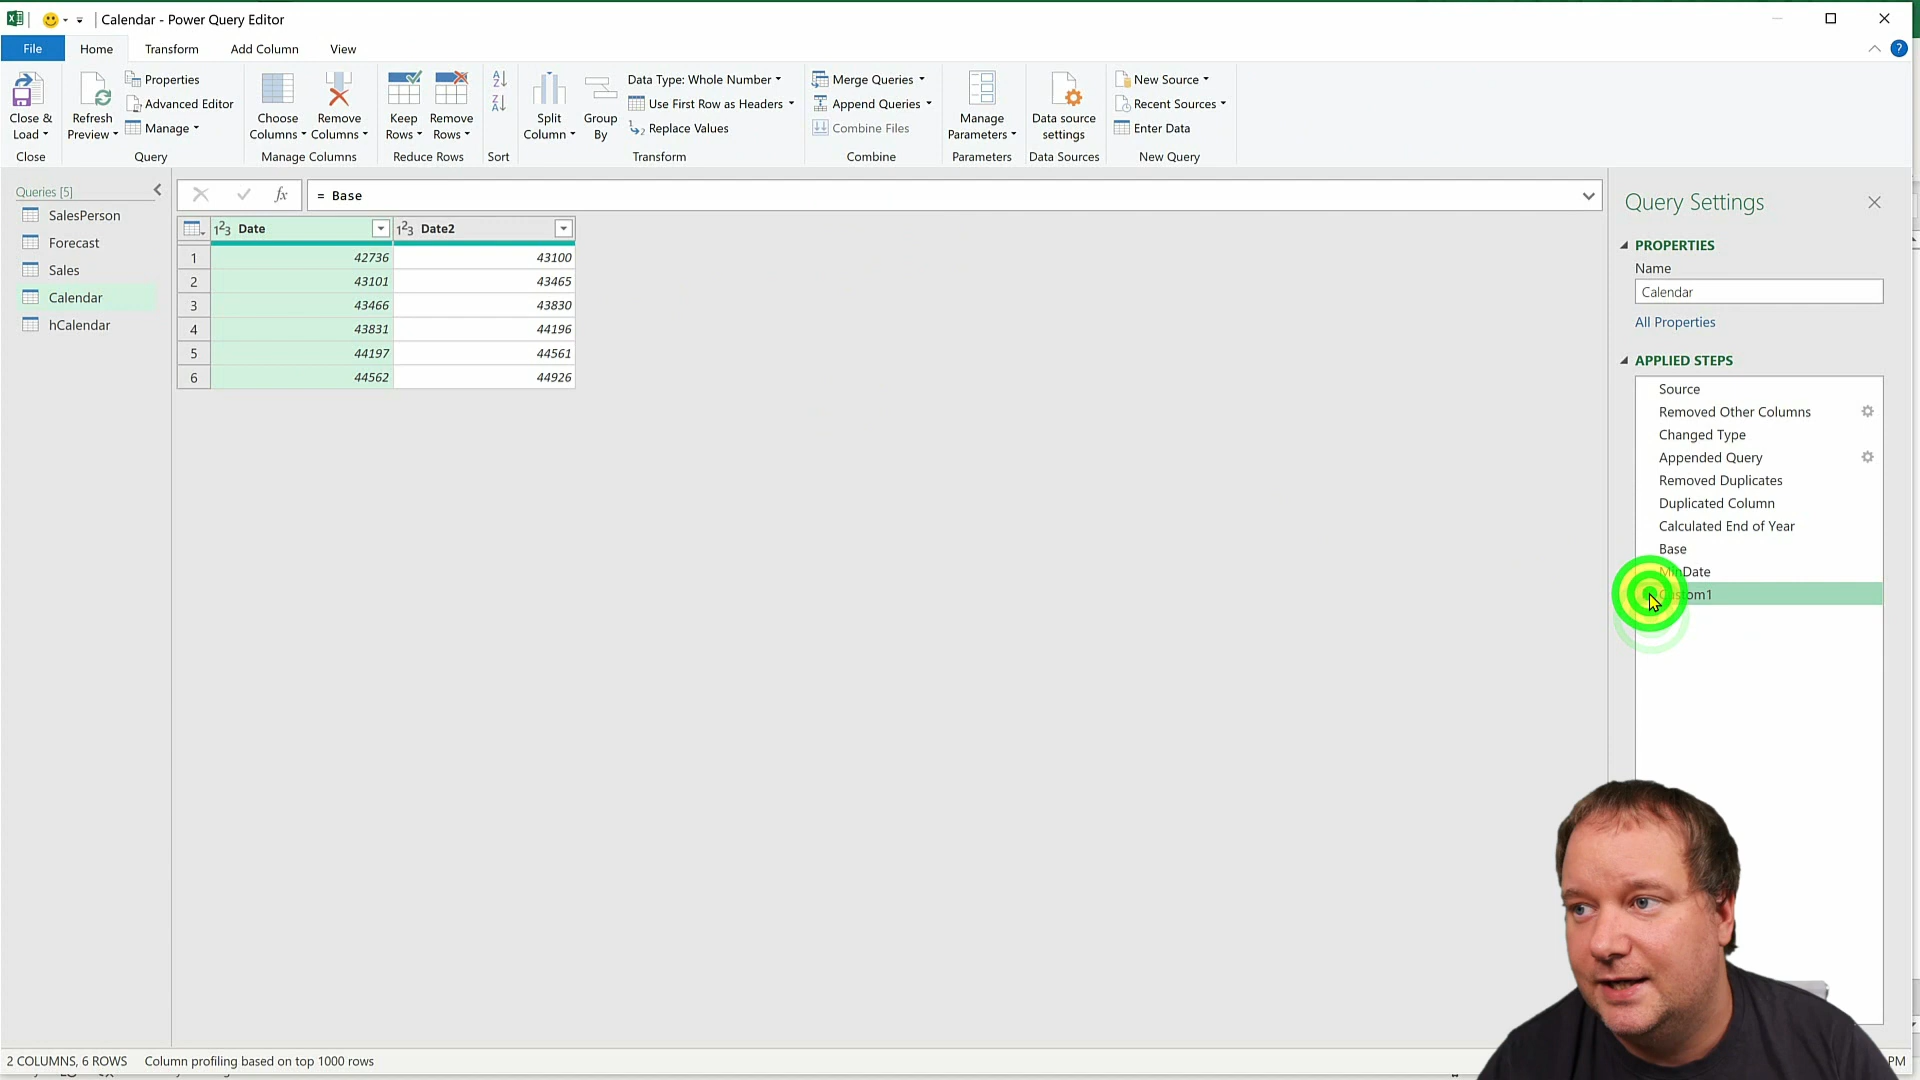 Calendar - Power Query Editor
File Home Transform Add Column View
Close & Load
Close
Refresh Preview
Properties
Advanced Editor
Manage
Query
Choose Columns
Remove Columns
Manage Columns
Keep Rows
Remove Rows
Reduce Rows
Sort
Split Column
Group By
Data Type: Whole Number
Use First Row as Headers
Replace Values
Transform
Merge Queries
Append Queries
Combine Files
Combine
Manage Parameters
Parameters
Data source settings
Data Sources
New Source
Recent Sources
Enter Data
New Query
Queries [5]
SalesPerson
Forecast
Sales
Calendar
hCalendar
fx = Base
Date Date2
1 42736 43100
2 43101 43465
3 43466 43830
4 43831 44196
5 44197 44561
6 44562 44926
Query Settings
PROPERTIES
Name
Calendar
All Properties
APPLIED STEPS
Source
Removed Other Columns
Changed Type
Appended Query
Removed Duplicates
Duplicated Column
Calculated End of Year
Base
MinDate
2 COLUMNS, 6 ROWS Column profiling based on top 1000 rows
PM